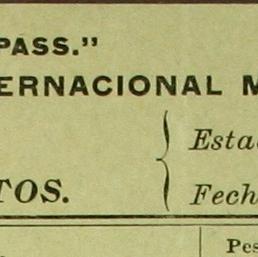 PASS."
ERNACIONAL M
Esta
TOS.
Fech
Pes